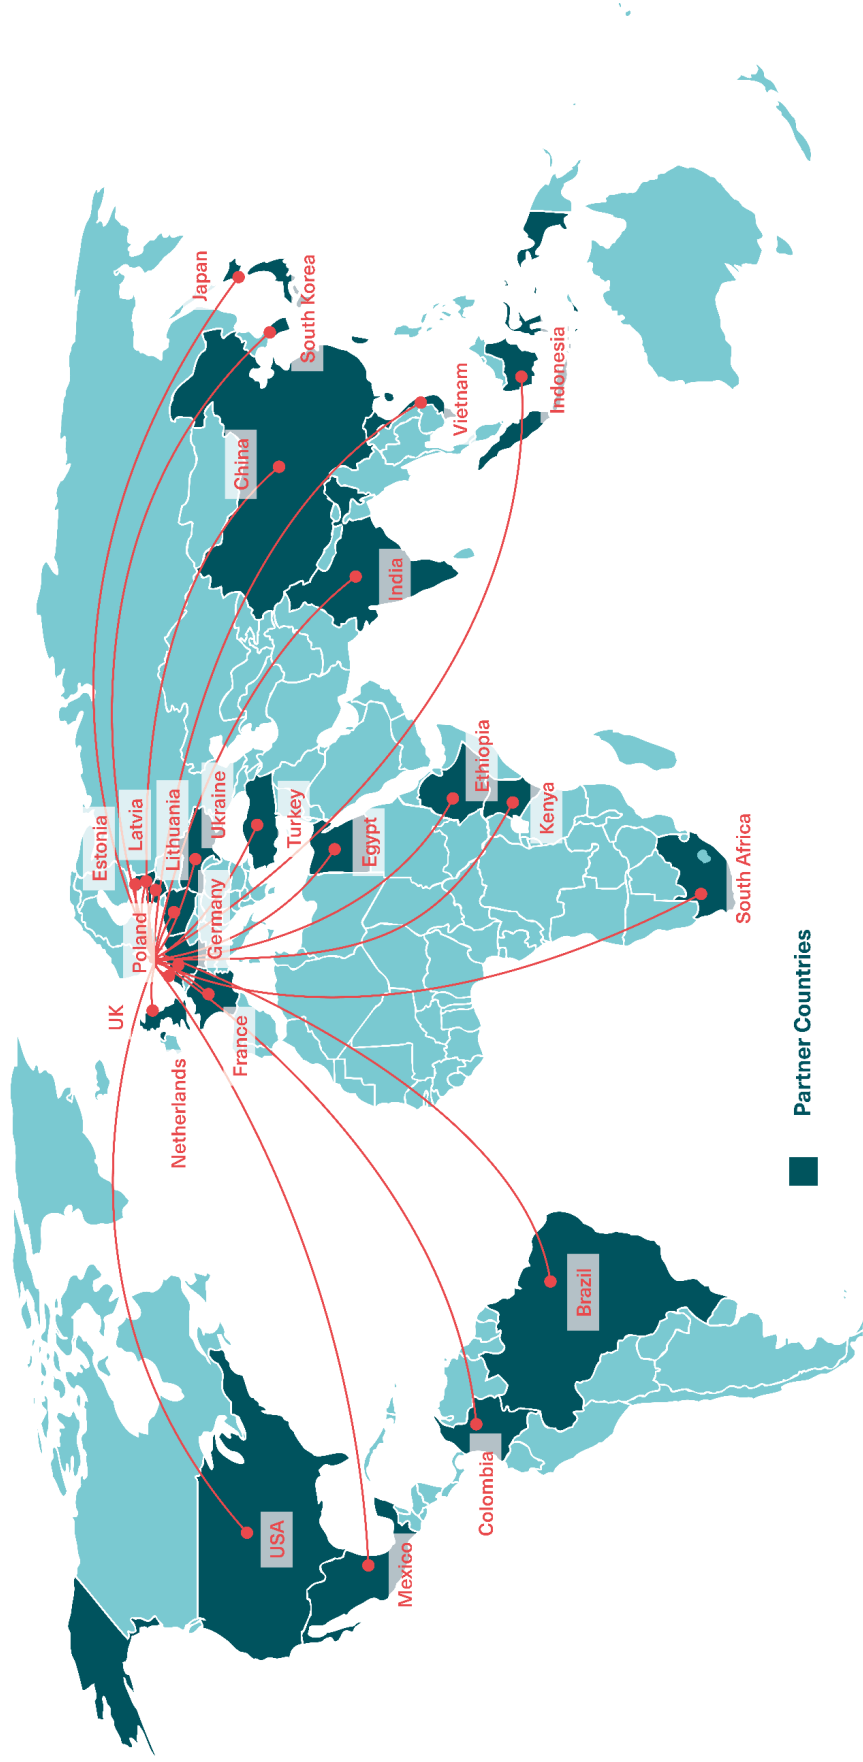 Japan
South Korea
China
Vietnam
Indonesia
India
Estonia
Latvia
Lithuania
Ukraine
Turkey
Egypt
Ethiopia
Kenya
South Africa
Poland
Germany
UK
Netherlands
France
USA
Mexico
Colombia
Brazil
Partner Countries